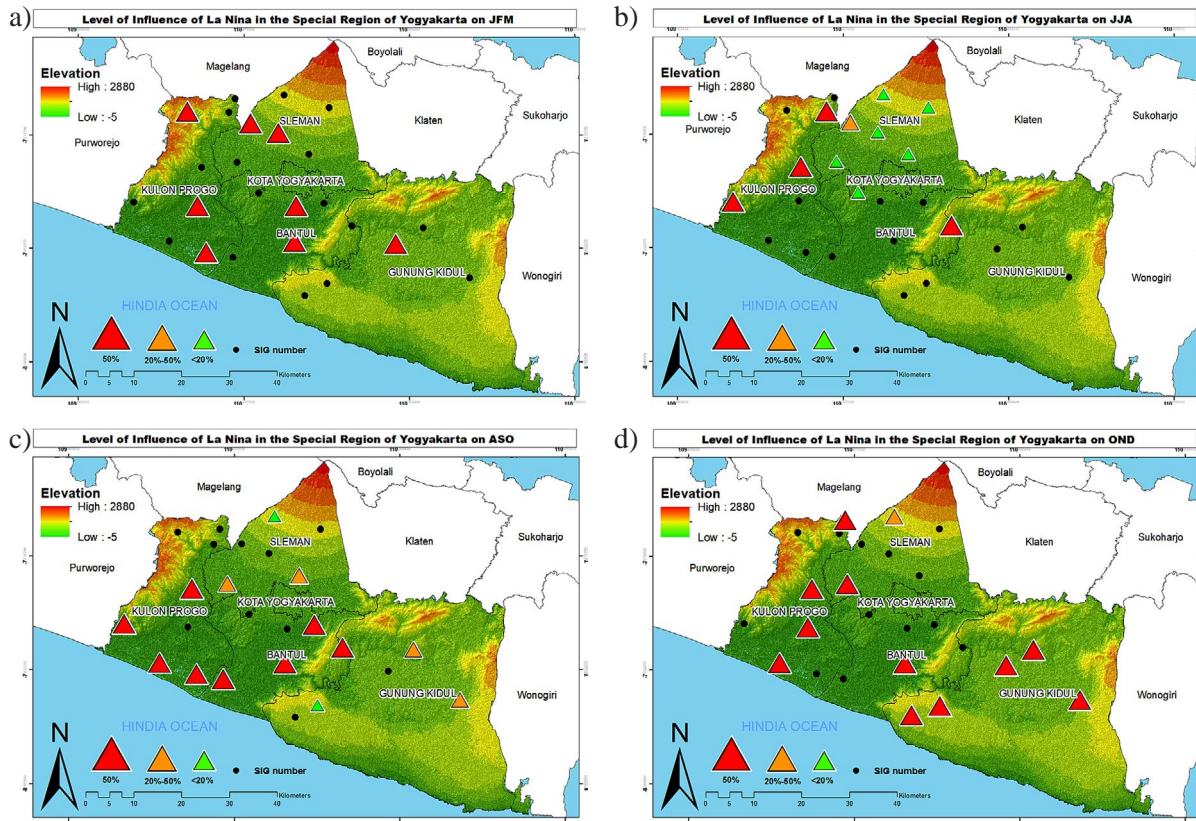 a)
Level of Influence of La Nina in the Special Region of Yogyakarta on JFM
Boyolali
Magelang
Elevation
High : 2880
Low : -5
SLEMAN
Klaten
Sukoharjo
Purworejo
KULON PROGO
KOTA YOGYAKARTA
BANTUL
GUNUNG KIDUL
Wonogiri
HINDIA OCEAN
N
50%
20%-50%
<20%
SIG number
0 5 10 20 30 40
Kilometers
b)
Level of Influence of La Nina in the Special Region of Yogyakarta on JJA
Boyolali
Magelang
Elevation
High : 2880
Low : -5
SLEMAN
Klaten
Sukoharjo
Purworejo
KULON PROGO
KOTA YOGYAKARTA
BANTUL
GUNUNG KIDUL
Wonogiri
HINDIA OCEAN
N
50%
20%-50%
<20%
SIG number
0 5 10 20 30 40
Kilometers
c)
Level of Influence of La Nina in the Special Region of Yogyakarta on ASO
Boyolali
Magelang
Elevation
High : 2880
Low : -5
SLEMAN
Klaten
Sukoharjo
Purworejo
KULON PROGO
KOTA YOGYAKARTA
BANTUL
GUNUNG KIDUL
Wonogiri
HINDIA OCEAN
N
50%
20%-50%
<20%
SIG number
0 5 10 20 30 40
Kilometers
d)
Level of Influence of La Nina in the Special Region of Yogyakarta on OND
Boyolali
Magelang
Elevation
High : 2880
Low : -5
SLEMAN
Klaten
Sukoharjo
Purworejo
KULON PROGO
KOTA YOGYAKARTA
BANTUL
GUNUNG KIDUL
Wonogiri
HINDIA OCEAN
N
50%
20%-50%
<20%
SIG number
0 5 10 20 30 40
Kilometers